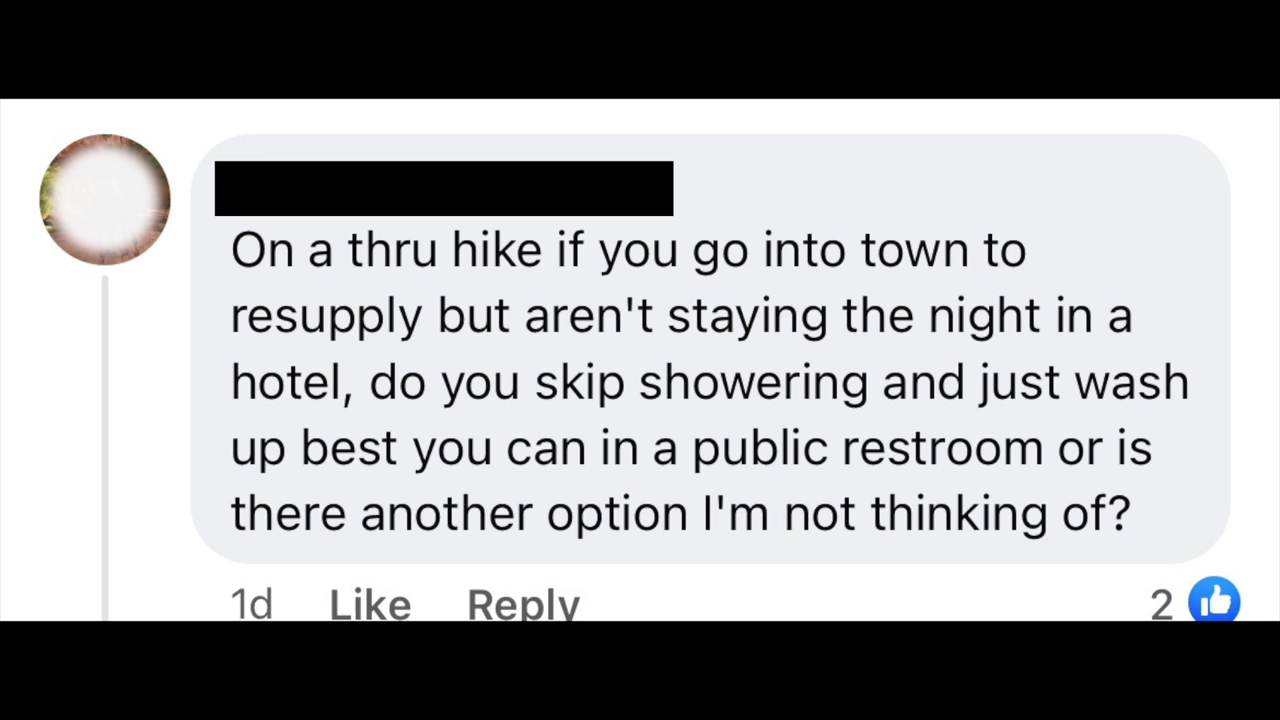 On a thru hike if you go into town to
resupply but aren't staying the night in a
hotel, do you skip showering and just wash
up best you can in a public restroom or is
there another option I'm not thinking of?
1d Like Reply 2